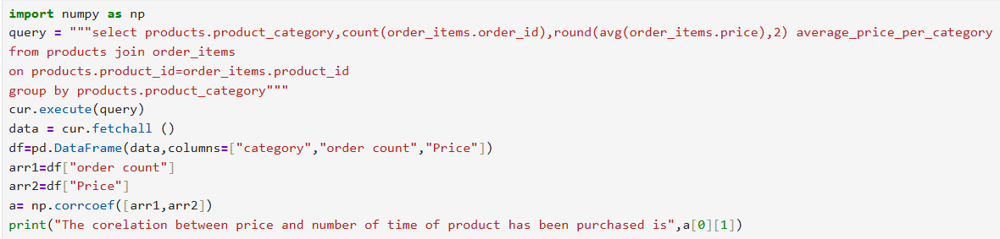 import numpy as np
query = """select products.product_category,count(order_items.order_id),round(avg(order_items.price),2) average_price_per_category
from products join order_items
on products.product_id=order_items.product_id
group by products.product_category"""
cur.execute(query)
data = cur.fetchall ()
df=pd.DataFrame(data,columns=["category","order count","Price"])
arr1=df["order count"]
arr2=df["Price"]
a= np.corrcoef([arr1,arr2])
print("The corelation between price and number of time of product has been purchased is",a[0][1])